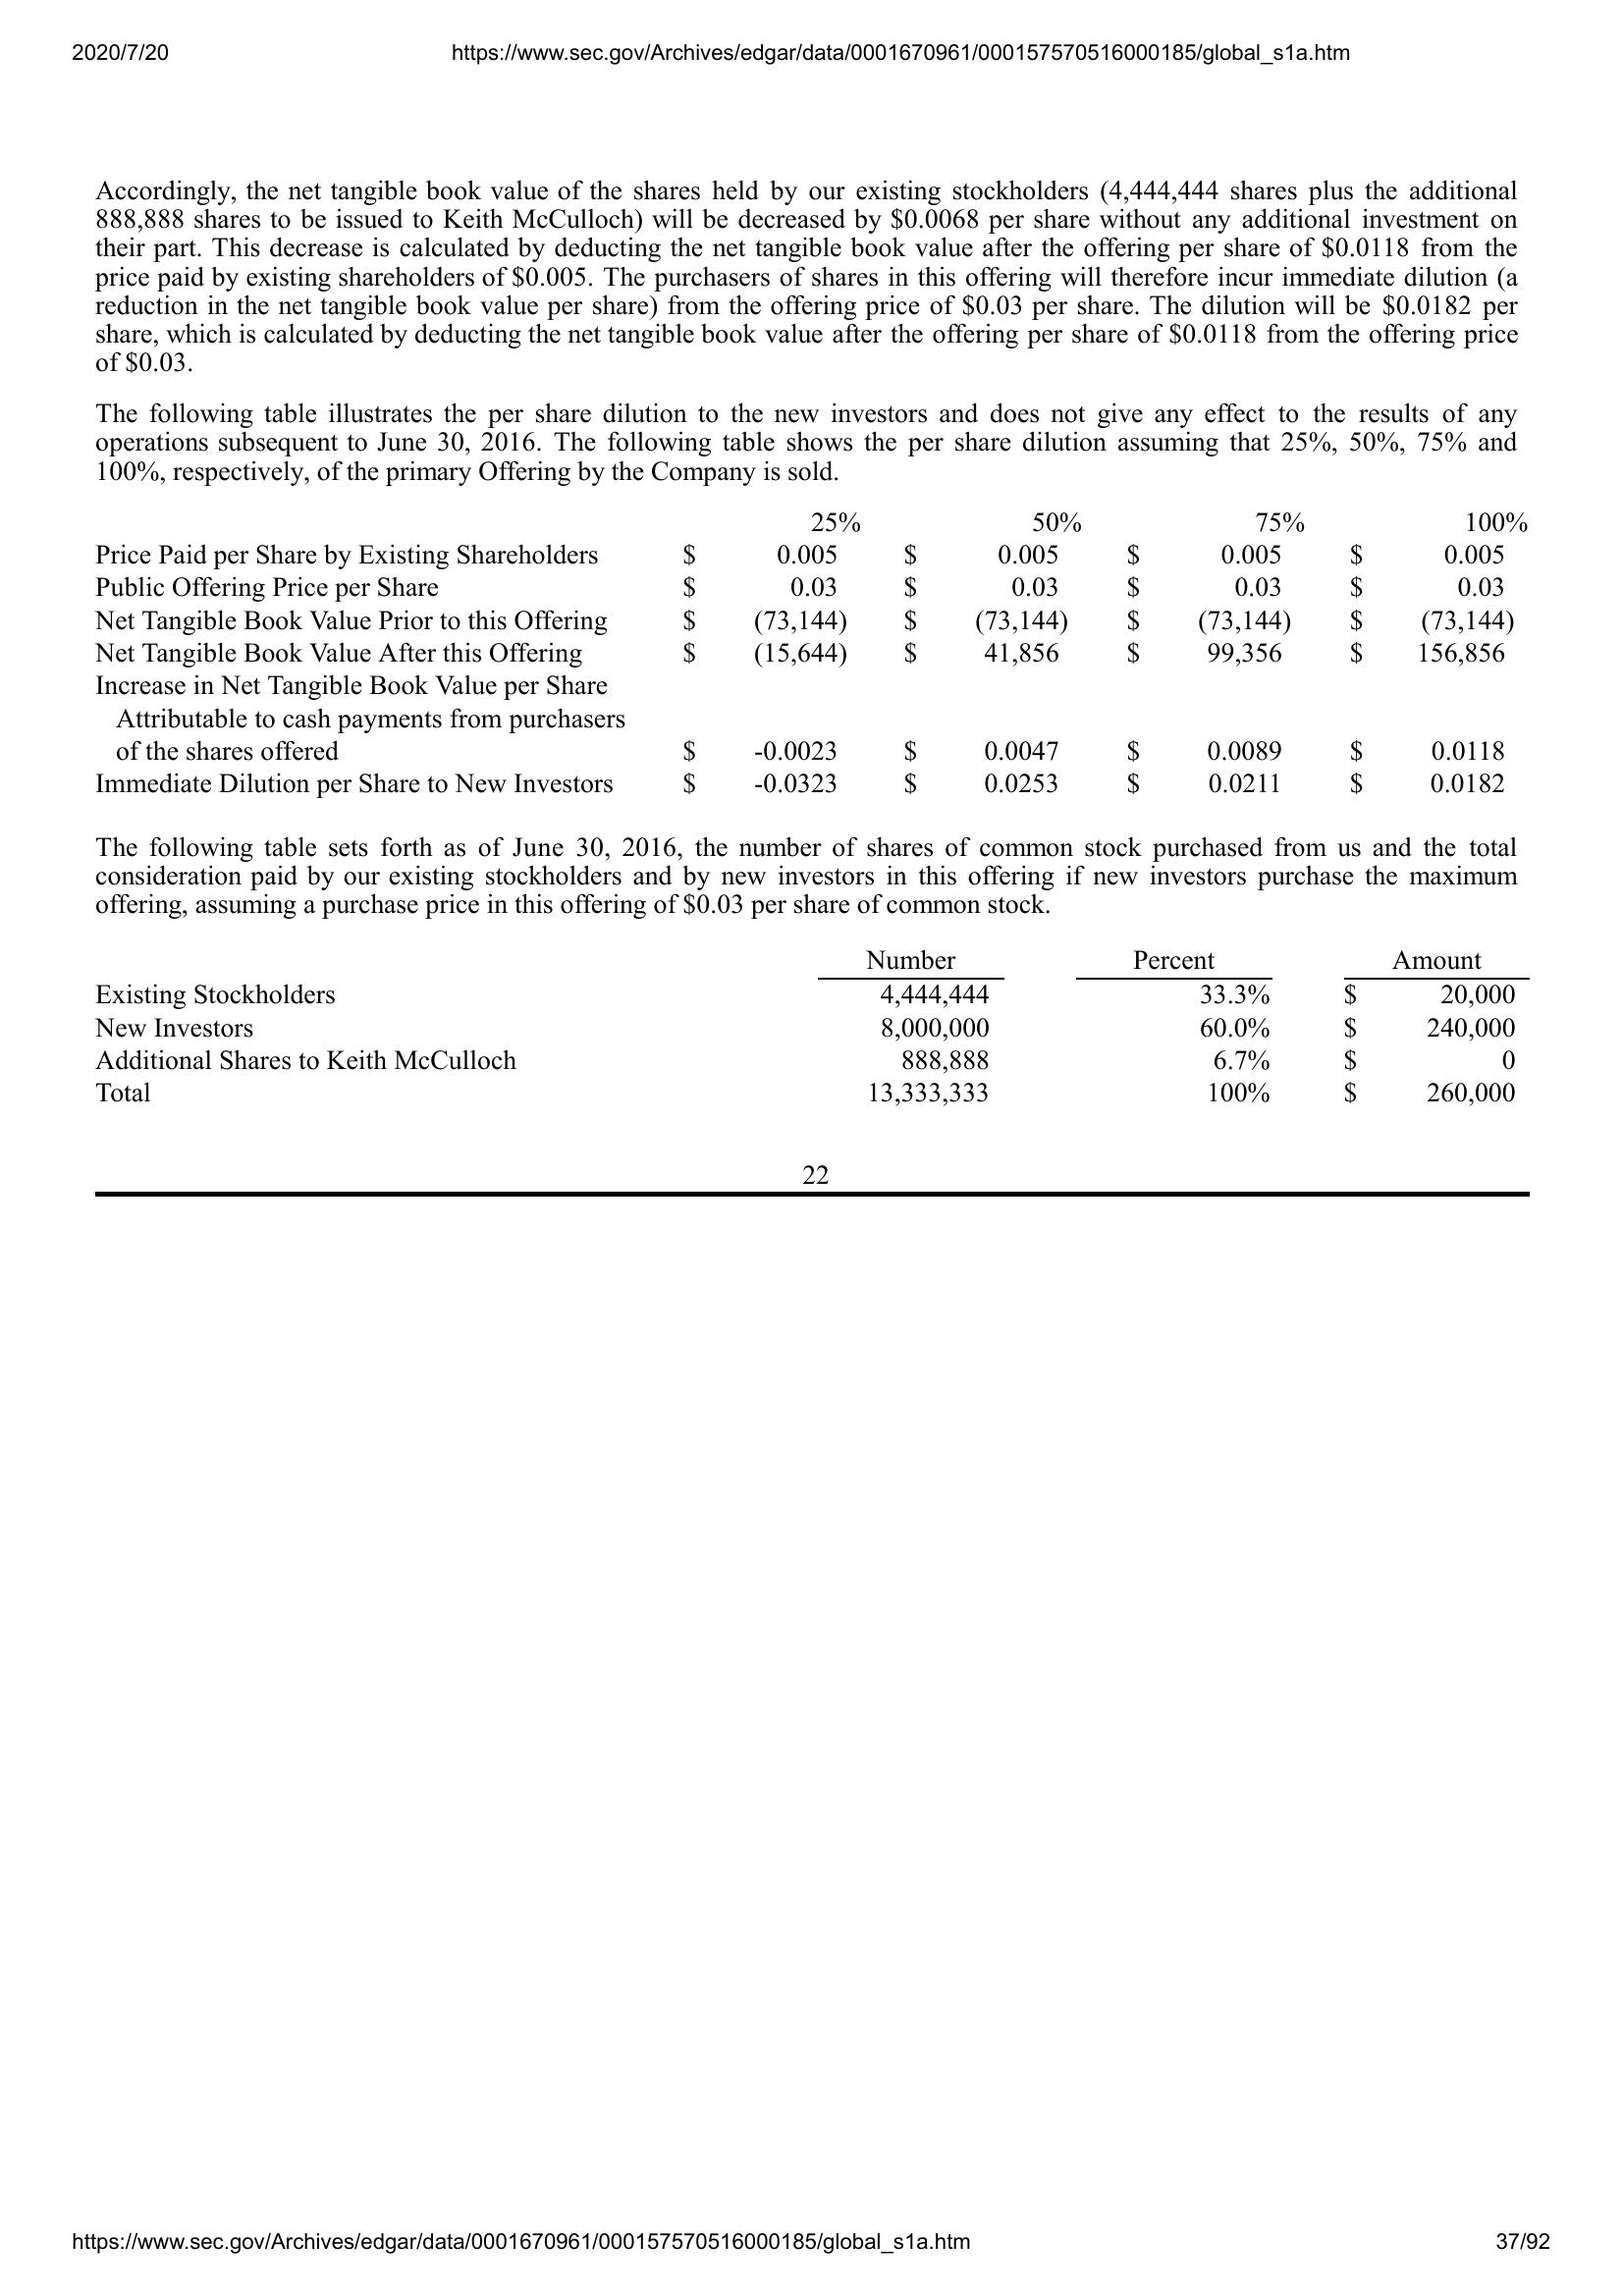 2020/7/20 https://www.sec.gov/Archives/edgar/data/0001670961/000157570516000185/global_s1a.htm
Accordingly, the net tangible book value of the shares held by our existing stockholders (4,444,444 shares plus the additional
888,888 shares to be issued to Keith McCulloch) will be decreased by $0.0068 per share without any additional investment on
their part. This decrease is calculated by deducting the net tangible book value after the offering per share of $0.0118 from the
price paid by existing shareholders of $0.005. The purchasers of shares in this offering will therefore incur immediate dilution (a
reduction in the net tangible book value per share) from the offering price of $0.03 per share. The dilution will be $0.0182 per
share, which is calculated by deducting the net tangible book value after the offering per share of $0.0118 from the offering price
of $0.03.
The following table illustrates the per share dilution to the new investors and does not give any effect to the results of any
operations subsequent to June 30, 2016. The following table shows the per share dilution assuming that 25%, 50%, 75% and
100%, respectively, of the primary Offering by the Company is sold.
25% 50% 75% 100%
Price Paid per Share by Existing Shareholders $ 0.005 $ 0.005 $ 0.005 $ 0.005
Public Offering Price per Share $ 0.03 $ 0.03 $ 0.03 $ 0.03
Net Tangible Book Value Prior to this Offering $ (73,144) $ (73,144) $ (73,144) $ (73,144)
Net Tangible Book Value After this Offering $ (15,644) $ 41,856 $ 99,356 $ 156,856
Increase in Net Tangible Book Value per Share
Attributable to cash payments from purchasers
of the shares offered $ -0.0023 $ 0.0047 $ 0.0089 $ 0.0118
Immediate Dilution per Share to New Investors $ -0.0323 $ 0.0253 $ 0.0211 $ 0.0182
The following table sets forth as of June 30, 2016, the number of shares of common stock purchased from us and the total
consideration paid by our existing stockholders and by new investors in this offering if new investors purchase the maximum
offering, assuming a purchase price in this offering of $0.03 per share of common stock.
Number Percent Amount
Existing Stockholders 4,444,444 33.3% $ 20,000
New Investors 8,000,000 60.0% $ 240,000
Additional Shares to Keith McCulloch 888,888 6.7% $ 0
Total 13,333,333 100% $ 260,000
22
https://www.sec.gov/Archives/edgar/data/0001670961/000157570516000185/global_s1a.htm 37/92